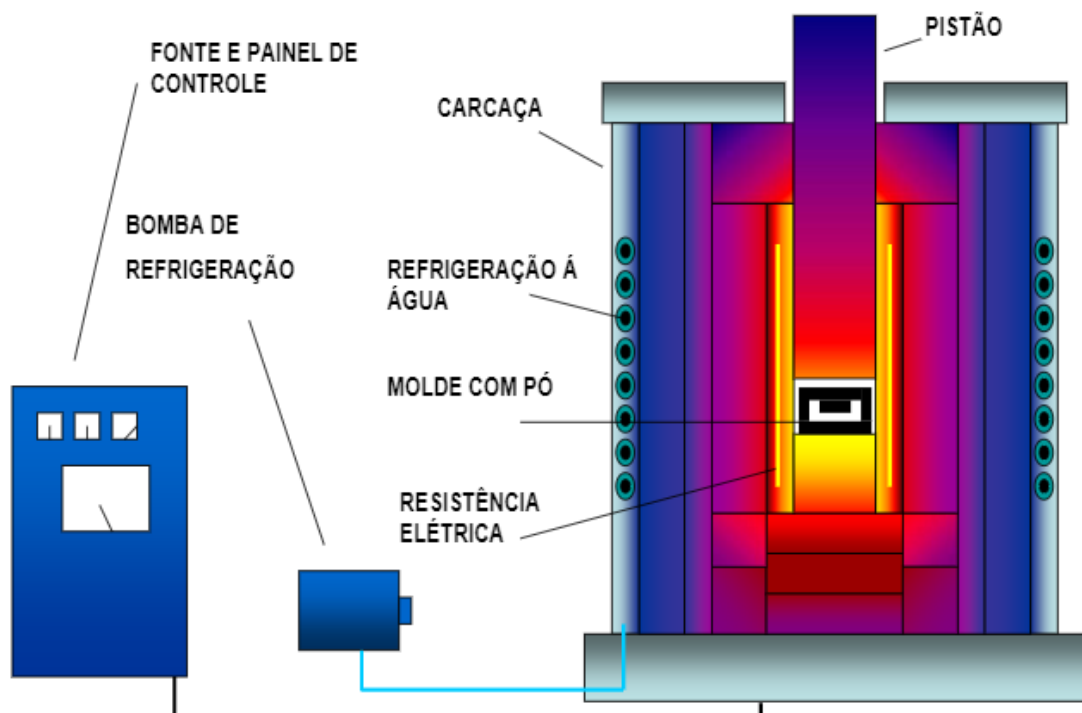 FONTE E PAINEL DE
CONTROLE
PISTÃO
CARCAÇA
BOMBA DE
REFRIGERAÇÃO
REFRIGERAÇÃO Á
ÁGUA
MOLDE COM PÓ
RESISTÊNCIA
ELÉTRICA